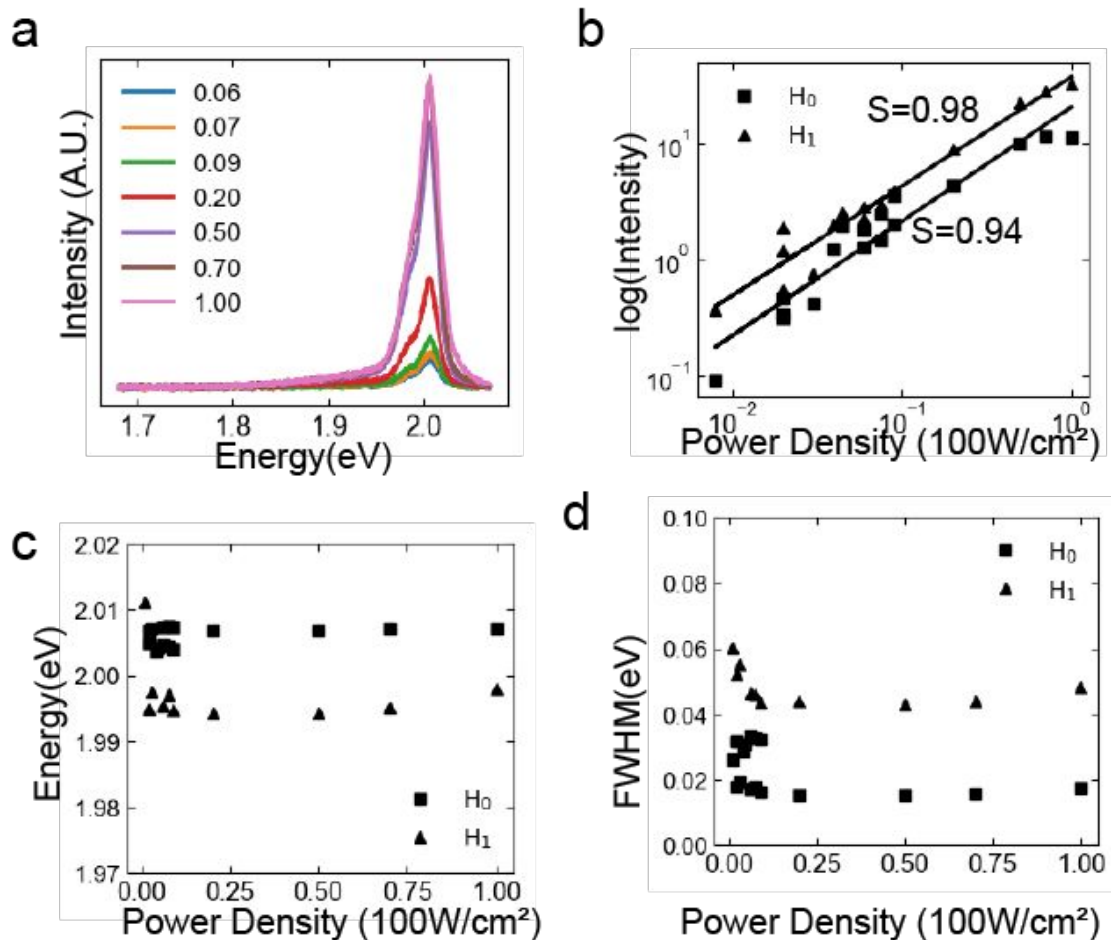 a
Intensity (A.U.)
0.06
0.07
0.09
0.20
0.50
0.70
1.00
1.7 1.8 1.9 2.0
Energy(eV)
b
log(Intensity)
H₀
H₁
S=0.98
S=0.94
10¹
10⁰
10⁻¹
10⁻² 10⁻¹ 10⁰
Power Density (100W/cm²)
c
Energy(eV)
2.02
2.01
2.00
1.99
1.98
1.97
H₀
H₁
0.00 0.25 0.50 0.75 1.00
Power Density (100W/cm²)
d
FWHM(eV)
0.10
0.08
0.06
0.04
0.02
0.00
H₀
H₁
0.00 0.25 0.50 0.75 1.00
Power Density (100W/cm²)